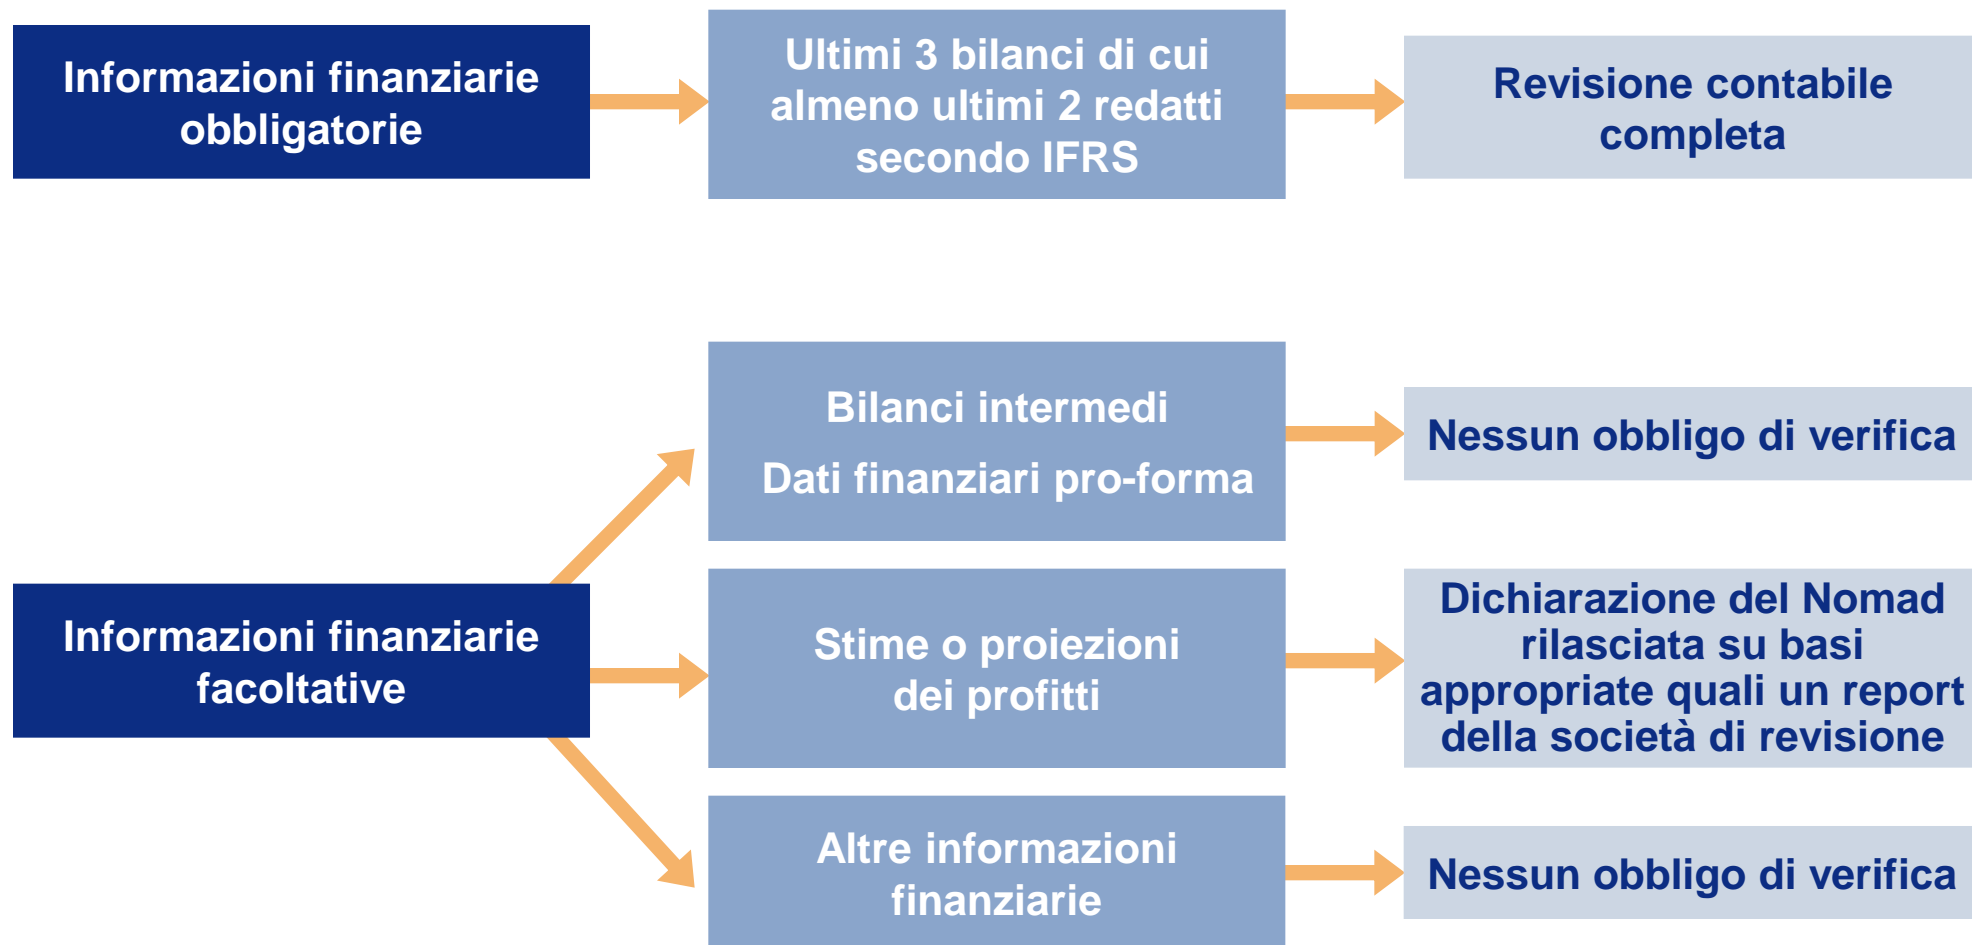 Informazioni finanziarie
obbligatorie
Ultimi 3 bilanci di cui
almeno ultimi 2 redatti
secondo IFRS
Revisione contabile
completa
Informazioni finanziarie
facoltative
Bilanci intermedi
Dati finanziari pro-forma
Nessun obbligo di verifica
Stime o proiezioni
dei profitti
Dichiarazione del Nomad
rilasciata su basi
appropriate quali un report
della società di revisione
Altre informazioni
finanziarie
Nessun obbligo di verifica